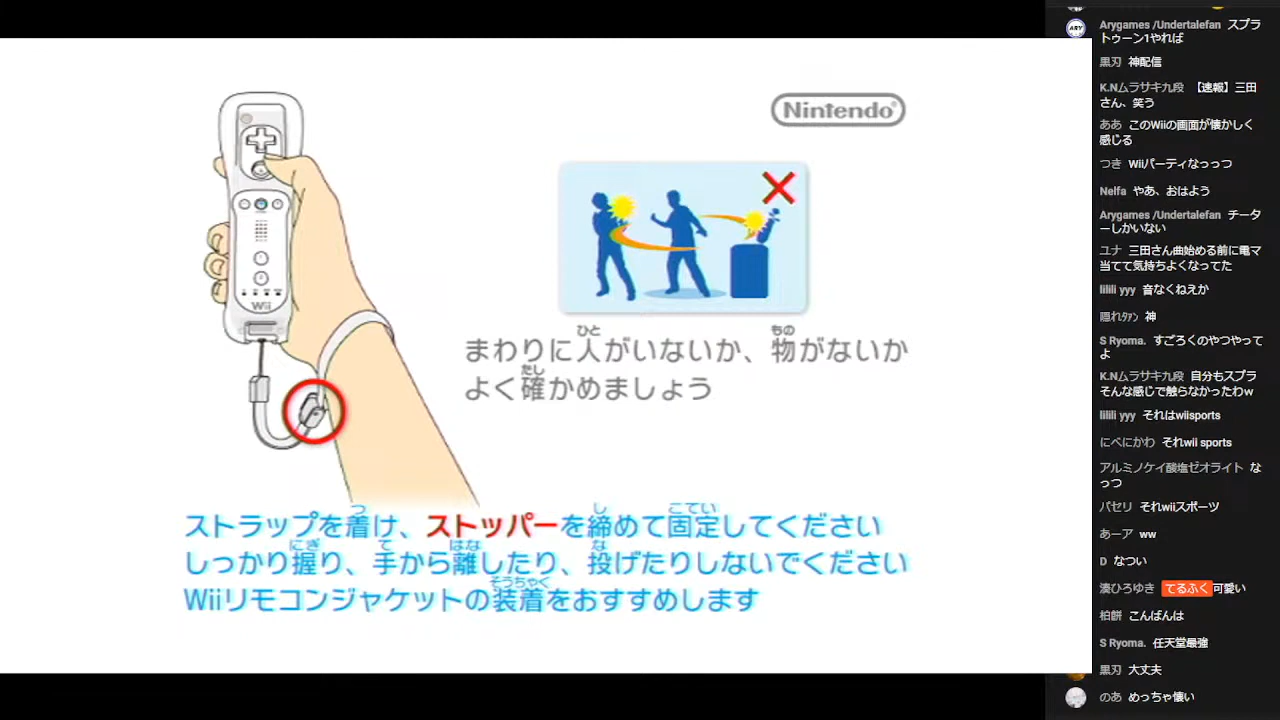 Nintendo
Wii
まわりに人がいないか、物がないか
よく確かめましょう
ストラップを着け、ストッパーを締めて固定してください
しっかり握り、手から離したり、投げたりしないでください
Wiiリモコンジャケットの装着をおすすめします
ARY
Arygames /Undertalefan スプラ
トゥーン1やれば
黒刃 神配信
K.Nムラサキ九段 【速報】三田
さん、笑う
ああ このWiiの画面が懐かしく
感じる
つき Wiiパーティなっっつ
Nelfa やあ、おはよう
Arygames /Undertalefan チータ
ーしかいない
ユナ 三田さん曲始める前に電マ
当てて気持ちよくなってた
lilili yyy 音なくねえか
隠れﾀｧﾝ 神
S Ryoma. すごろくのやつやって
よ
K.Nムラサキ九段 自分もスプラ
そんな感じで触らなかったわw
lilili yyy それはwiisports
にべにかわ それwii sports
アルミノケイ酸塩ゼオライト な
っつ
パセリ それwiiスポーツ
あーア ww
D なつい
湊ひろゆき てるふく可愛い
柏餅 こんばんは
S Ryoma. 任天堂最強
黒刃 大丈夫
のあ めっちゃ懐い